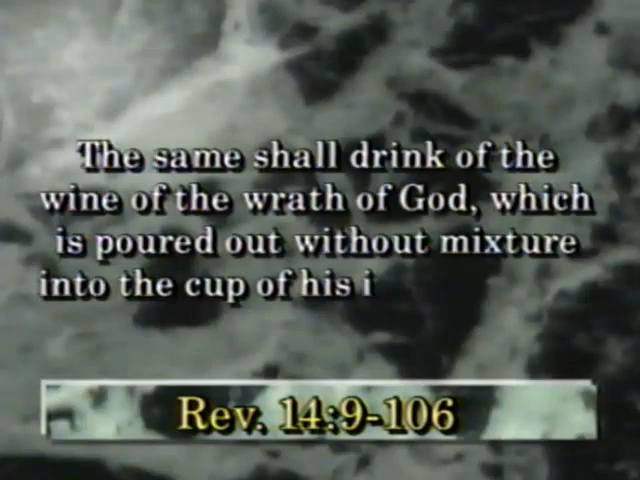 The same shall drink of the
wine of the wrath of God, which
is poured out without mixture
into the cup of his i
Rev. 14:9-106